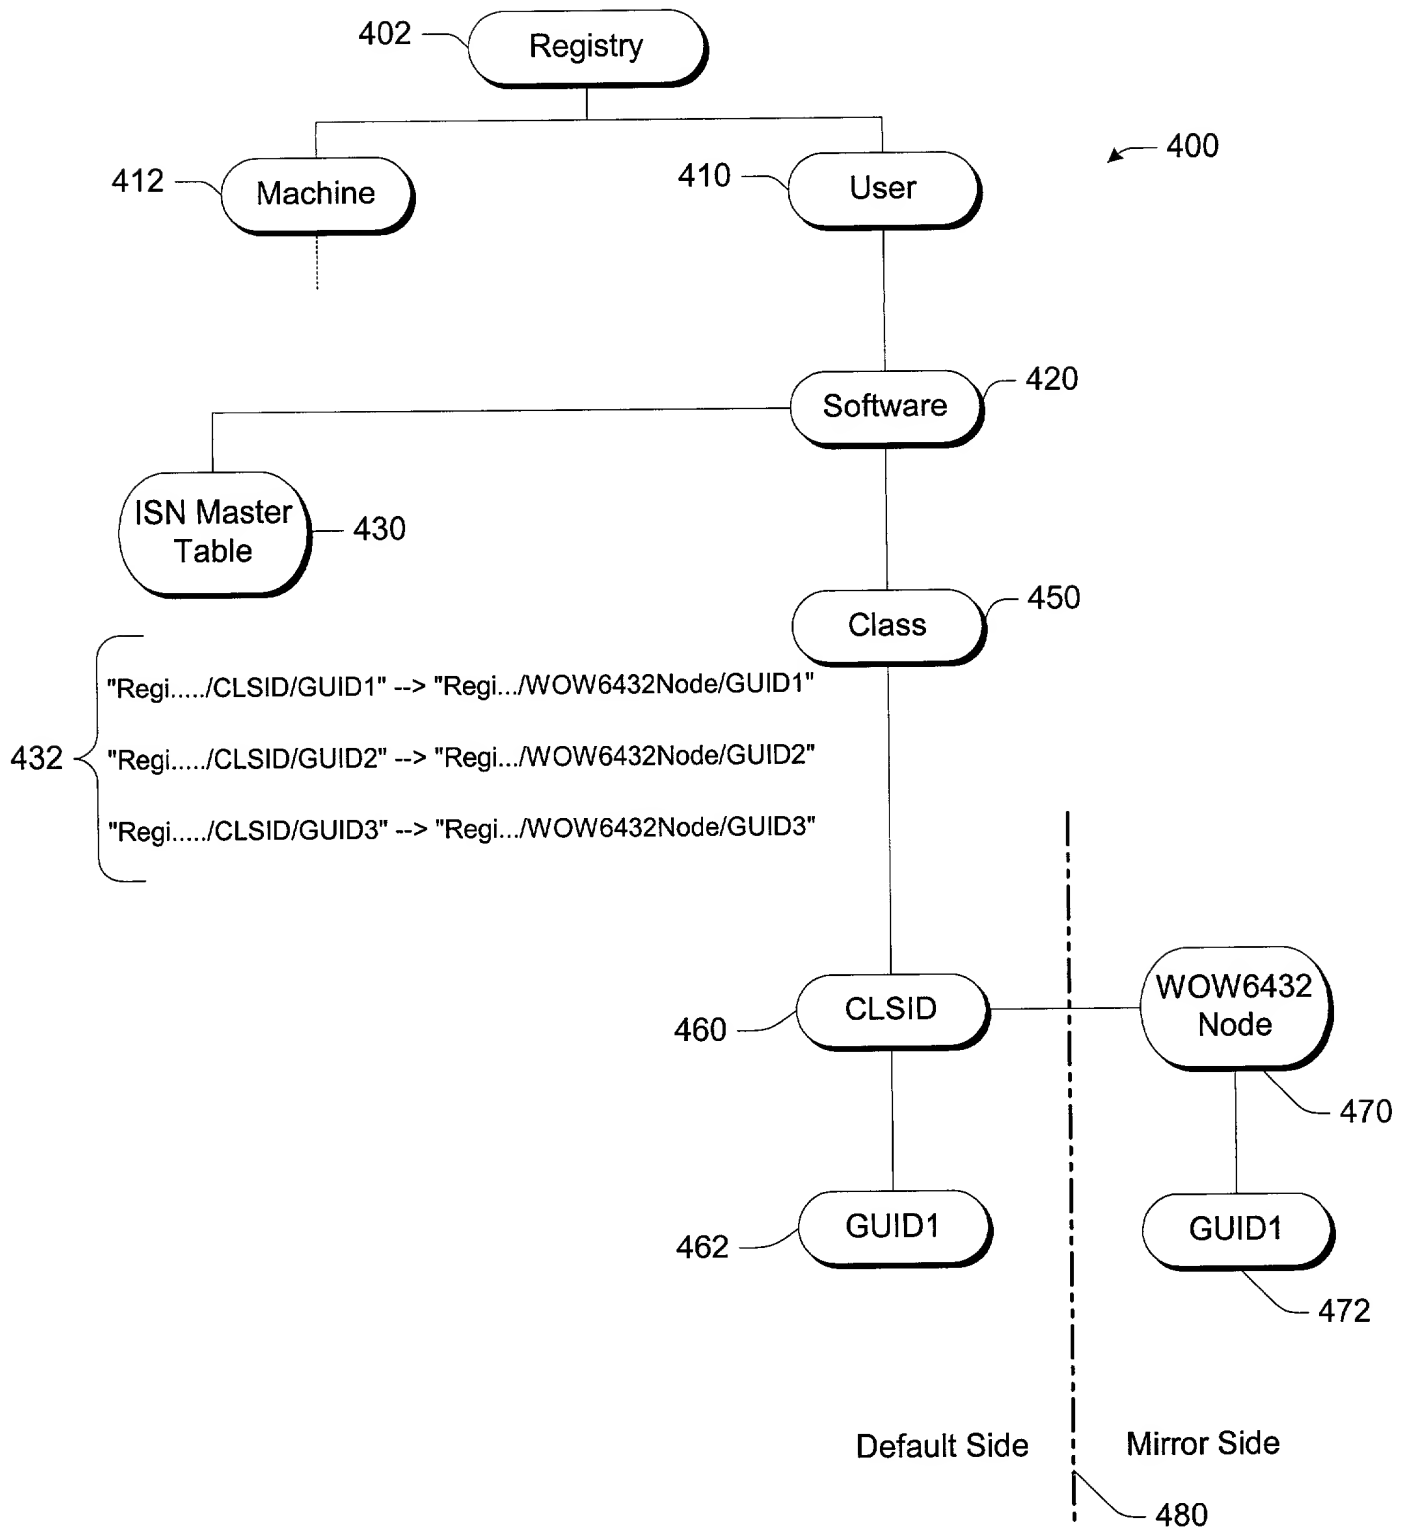 402
Registry
400
412
Machine
410
User
Software
420
ISN Master
Table
430
Class
450
432
"Regi...../CLSID/GUID1" --> "Regi.../WOW6432Node/GUID1"
"Regi...../CLSID/GUID2" --> "Regi.../WOW6432Node/GUID2"
"Regi...../CLSID/GUID3" --> "Regi.../WOW6432Node/GUID3"
460
CLSID
WOW6432
Node
470
462
GUID1
GUID1
472
Default Side
Mirror Side
480